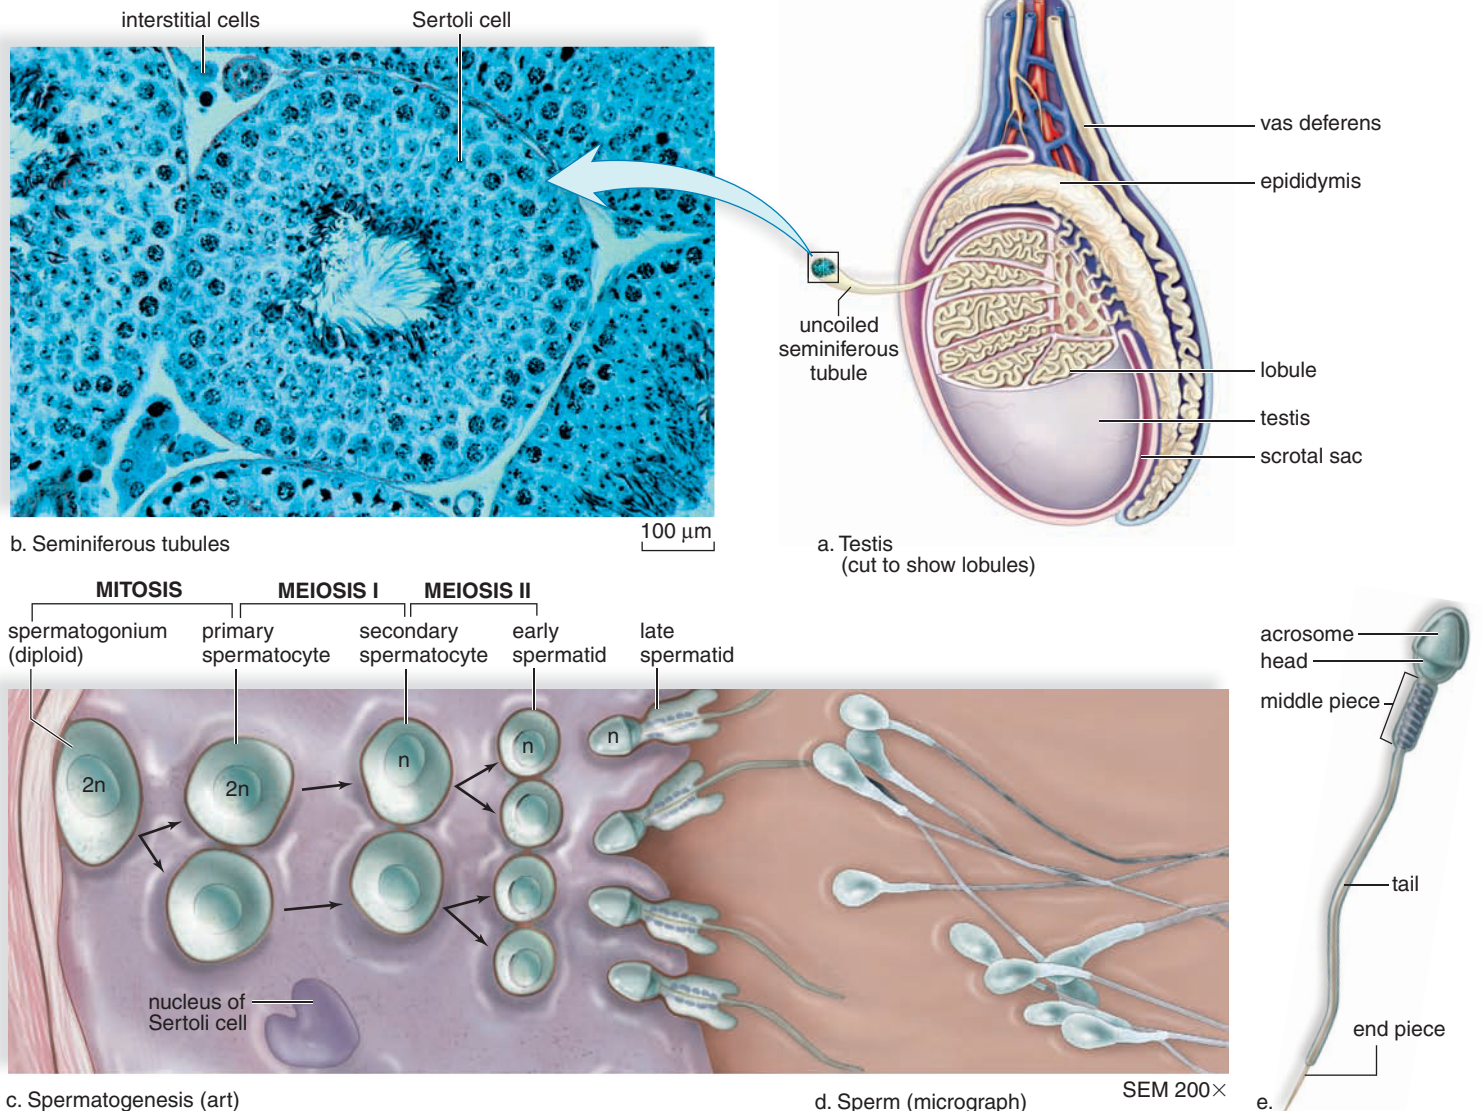 interstitial cells
Sertoli cell
vas deferens
epididymis
uncoiled
seminiferous
tubule
lobule
testis
scrotal sac
100 μm
b. Seminiferous tubules
a. Testis
(cut to show lobules)
MITOSIS
MEIOSIS I
MEIOSIS II
spermatogonium
(diploid)
primary
spermatocyte
secondary
spermatocyte
early
spermatid
late
spermatid
2n
2n
n
n
n
nucleus of
Sertoli cell
c. Spermatogenesis (art)
d. Sperm (micrograph)
SEM 200×
acrosome
head
middle piece
tail
end piece
e.